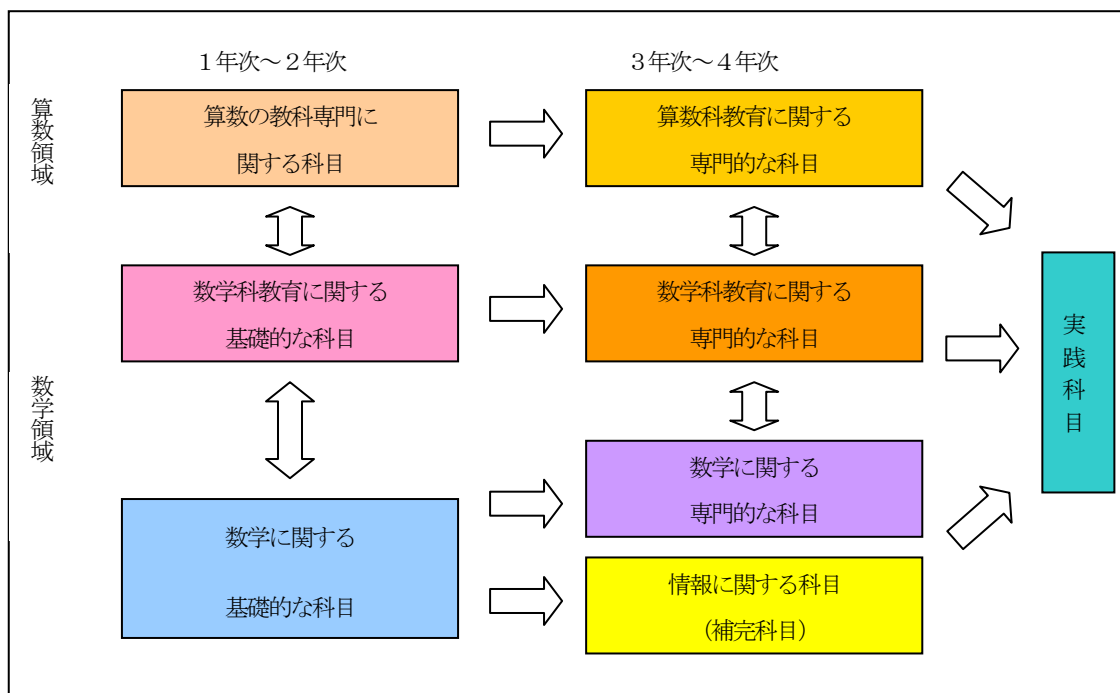 １年次～２年次
３年次～４年次
算数領域
算数の教科専門に
関する科目
算数科教育に関する
専門的な科目
数学科教育に関する
基礎的な科目
数学科教育に関する
専門的な科目
実践科目
数学領域
数学に関する
基礎的な科目
数学に関する
専門的な科目
情報に関する科目
（補完科目）